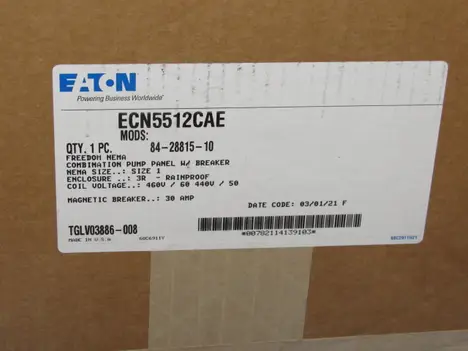 EATON
Powering Business Worldwide
ECN5512CAE
MODS:
QTY. 1 PC. 84-28815-10
FREEDOM NEMA
COMBINATION PUMP PANEL W/ BREAKER
NEMA SIZE..: SIZE 1
ENCLOSURE .: 3R - RAINPROOF
COIL VOLTAGE.: 460V / 60 440V / 50
MAGNETIC BREAKER..: 30 AMP
DATE CODE: 03/01/21 F
TGLV03886-008
*00782114139103*
MADE IN U.S.A.